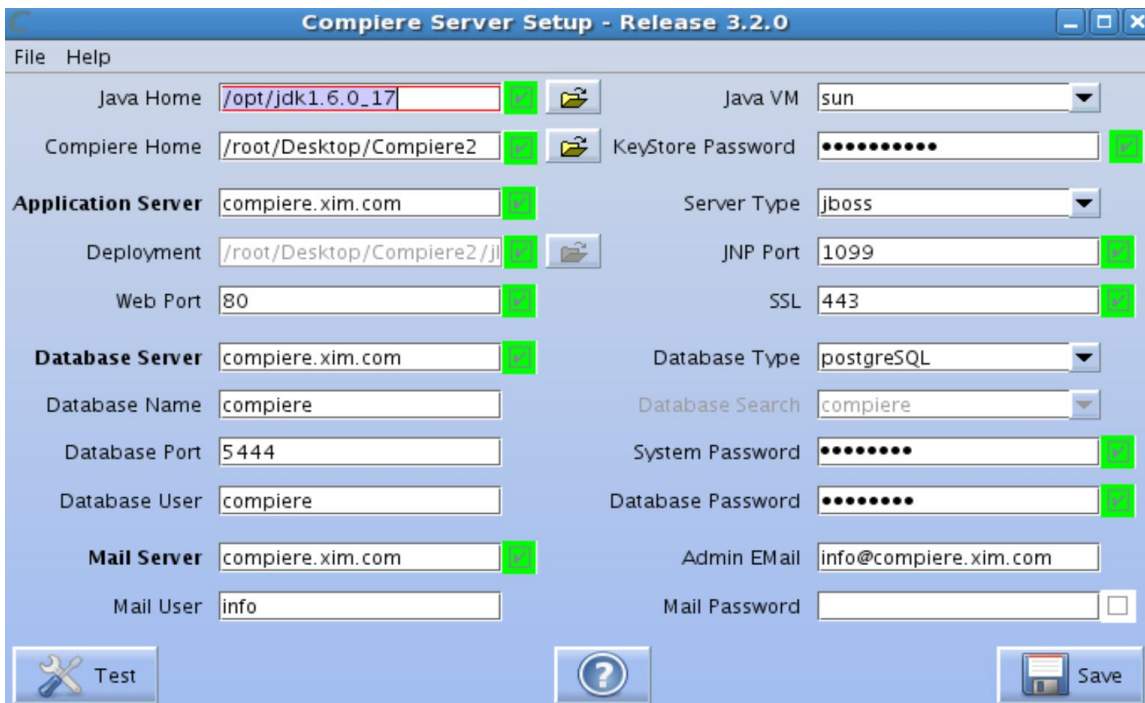 Compiere Server Setup - Release 3.2.0
File Help
Java Home /opt/jdk1.6.0_17 Java VM sun
Compiere Home /root/Desktop/Compiere2 KeyStore Password ••••••••••
Application Server compiere.xim.com Server Type jboss
Deployment /root/Desktop/Compiere2/j JNP Port 1099
Web Port 80 SSL 443
Database Server compiere.xim.com Database Type postgreSQL
Database Name compiere Database Search compiere
Database Port 5444 System Password ••••••••
Database User compiere Database Password ••••••••
Mail Server compiere.xim.com Admin EMail info@compiere.xim.com
Mail User info Mail Password
Test ? Save